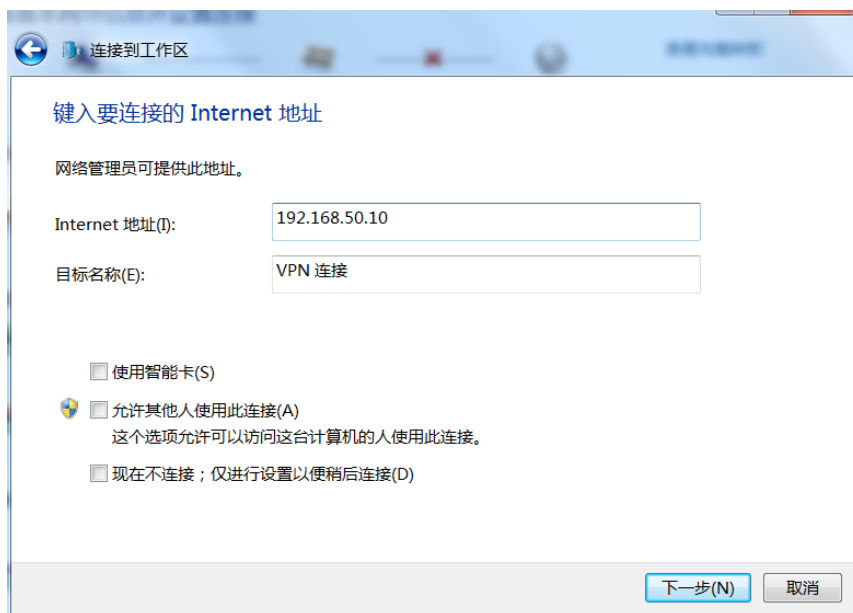 连接到工作区
键入要连接的 Internet 地址
网络管理员可提供此地址。
Internet 地址(I):
192.168.50.10
目标名称(E):
VPN 连接
使用智能卡(S)
允许其他人使用此连接(A)
这个选项允许可以访问这台计算机的人使用此连接。
现在不连接；仅进行设置以便稍后连接(D)
下一步(N)
取消